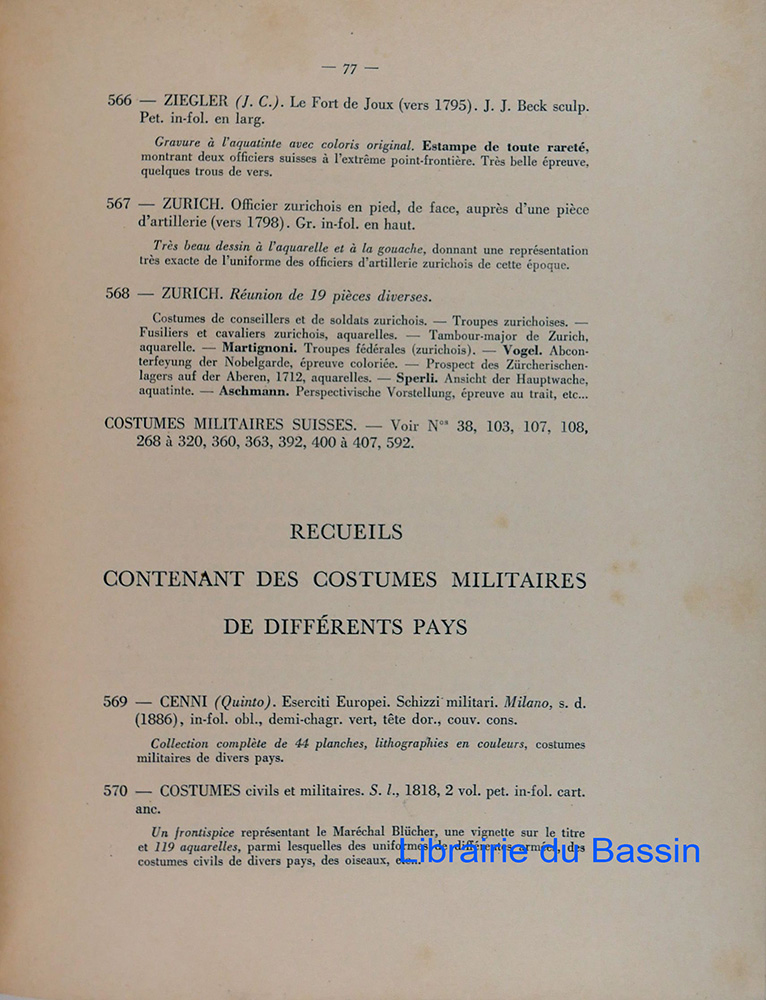 — 77 —
566 — ZIEGLER (J. C.). Le Fort de Joux (vers 1795). J. J. Beck sculp.
Pet. in-fol. en larg.
Gravure à l'aquatinte avec coloris original. Estampe de toute rareté,
montrant deux officiers suisses à l'extrême point-frontière. Très belle épreuve,
quelques trous de vers.
567 — ZURICH. Officier zurichois en pied, de face, auprès d'une pièce
d'artillerie (vers 1798). Gr. in-fol. en haut.
Très beau dessin à l'aquarelle et à la gouache, donnant une représentation
très exacte de l'uniforme des officiers d'artillerie zurichois de cette époque.
568 — ZURICH. Réunion de 19 pièces diverses.
Costumes de conseillers et de soldats zurichois. — Troupes zurichoises. —
Fusiliers et cavaliers zurichois, aquarelles. — Tambour-major de Zurich,
aquarelle. — Martignoni. Troupes fédérales (zurichois). — Vogel. Abcon-
terfeyung der Nobelgarde, épreuve coloriée. — Prospect des Zürcherischen-
lagers auf der Aberen, 1712, aquarelles. — Sperli. Ansicht der Hauptwache,
aquatinte. — Aschmann. Perspectivische Vorstellung, épreuve au trait, etc...
COSTUMES MILITAIRES SUISSES. — Voir Nos 38, 103, 107, 108,
268 à 320, 360, 363, 392, 400 à 407, 592.
RECUEILS
CONTENANT DES COSTUMES MILITAIRES
DE DIFFÉRENTS PAYS
569 — CENNI (Quinto). Eserciti Europei. Schizzi militari. Milano, s. d.
(1886), in-fol. obl., demi-chagr. vert, tête dor., couv. cons.
Collection complète de 44 planches, lithographies en couleurs, costumes
militaires de divers pays.
570 — COSTUMES civils et militaires. S. l., 1818, 2 vol. pet. in-fol. cart.
anc.
Un frontispice représentant le Maréchal Blücher, une vignette sur le titre
et 119 aquarelles, parmi lesquelles des uniformes de différentes armées, des
costumes civils de divers pays, des oiseaux, etc..
Librairie du Bassin